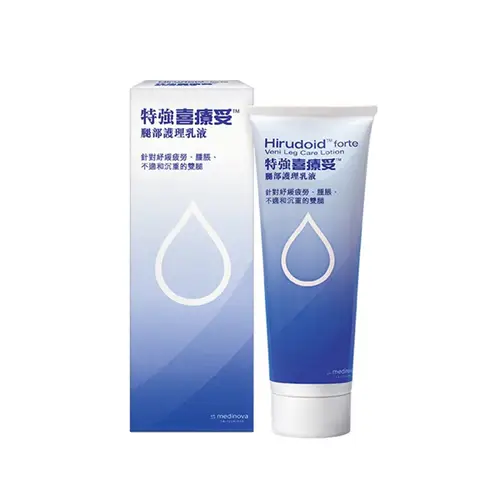 特強喜療妥™
腿部護理乳液
針對紓緩疲勞、腫脹、
不適和沉重的雙腿
medinova
Hirudoid™ forte
Veni Leg Care Lotion
特強喜療妥™
腿部護理乳液
針對紓緩疲勞、腫脹、
不適和沉重的雙腿
medinova